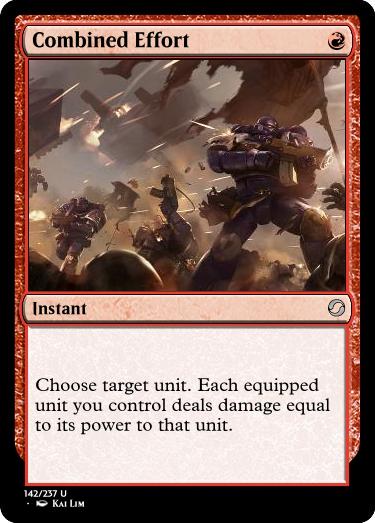 Combined Effort
Instant
Choose target unit. Each equipped
unit you control deals damage equal
to its power to that unit.
142/237 U
· Kai Lim